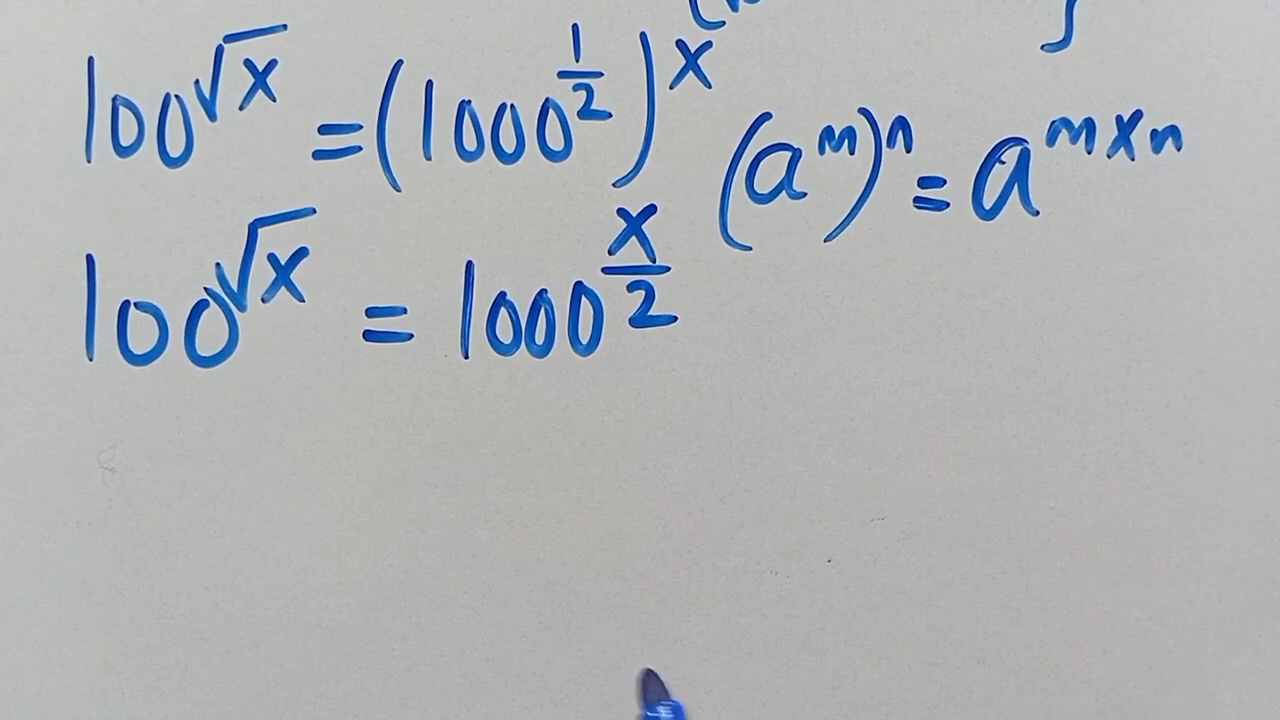 100^√x = (1000^(1/2))^x
(a^m)^n = a^(m×n)
100^√x = 1000^(x/2)